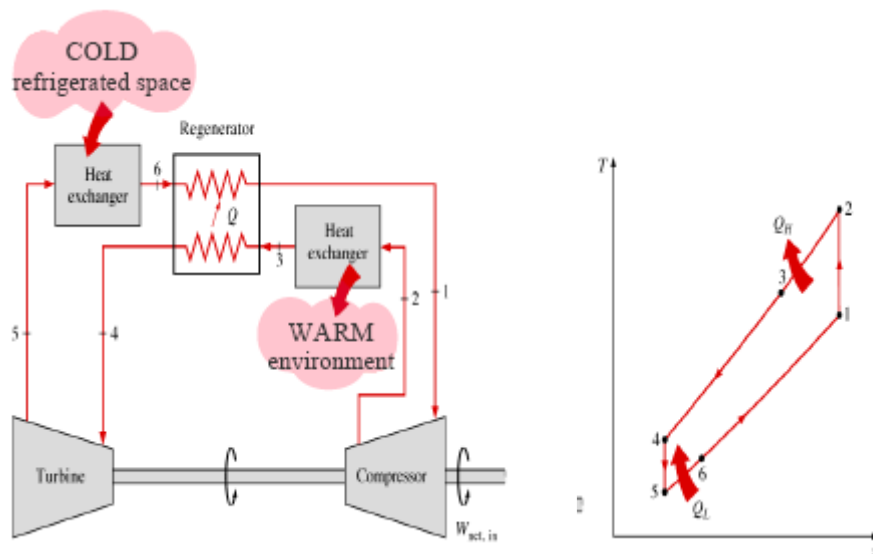 COLD
refrigerated space
Regenerator
Heat
exchanger
6
Q
Heat
exchanger
3
2
1
5
4
WARM
environment
Turbine
Compressor
Ẇnet, in
T
2
Q̇H
3
1
4
6
5
Q̇L